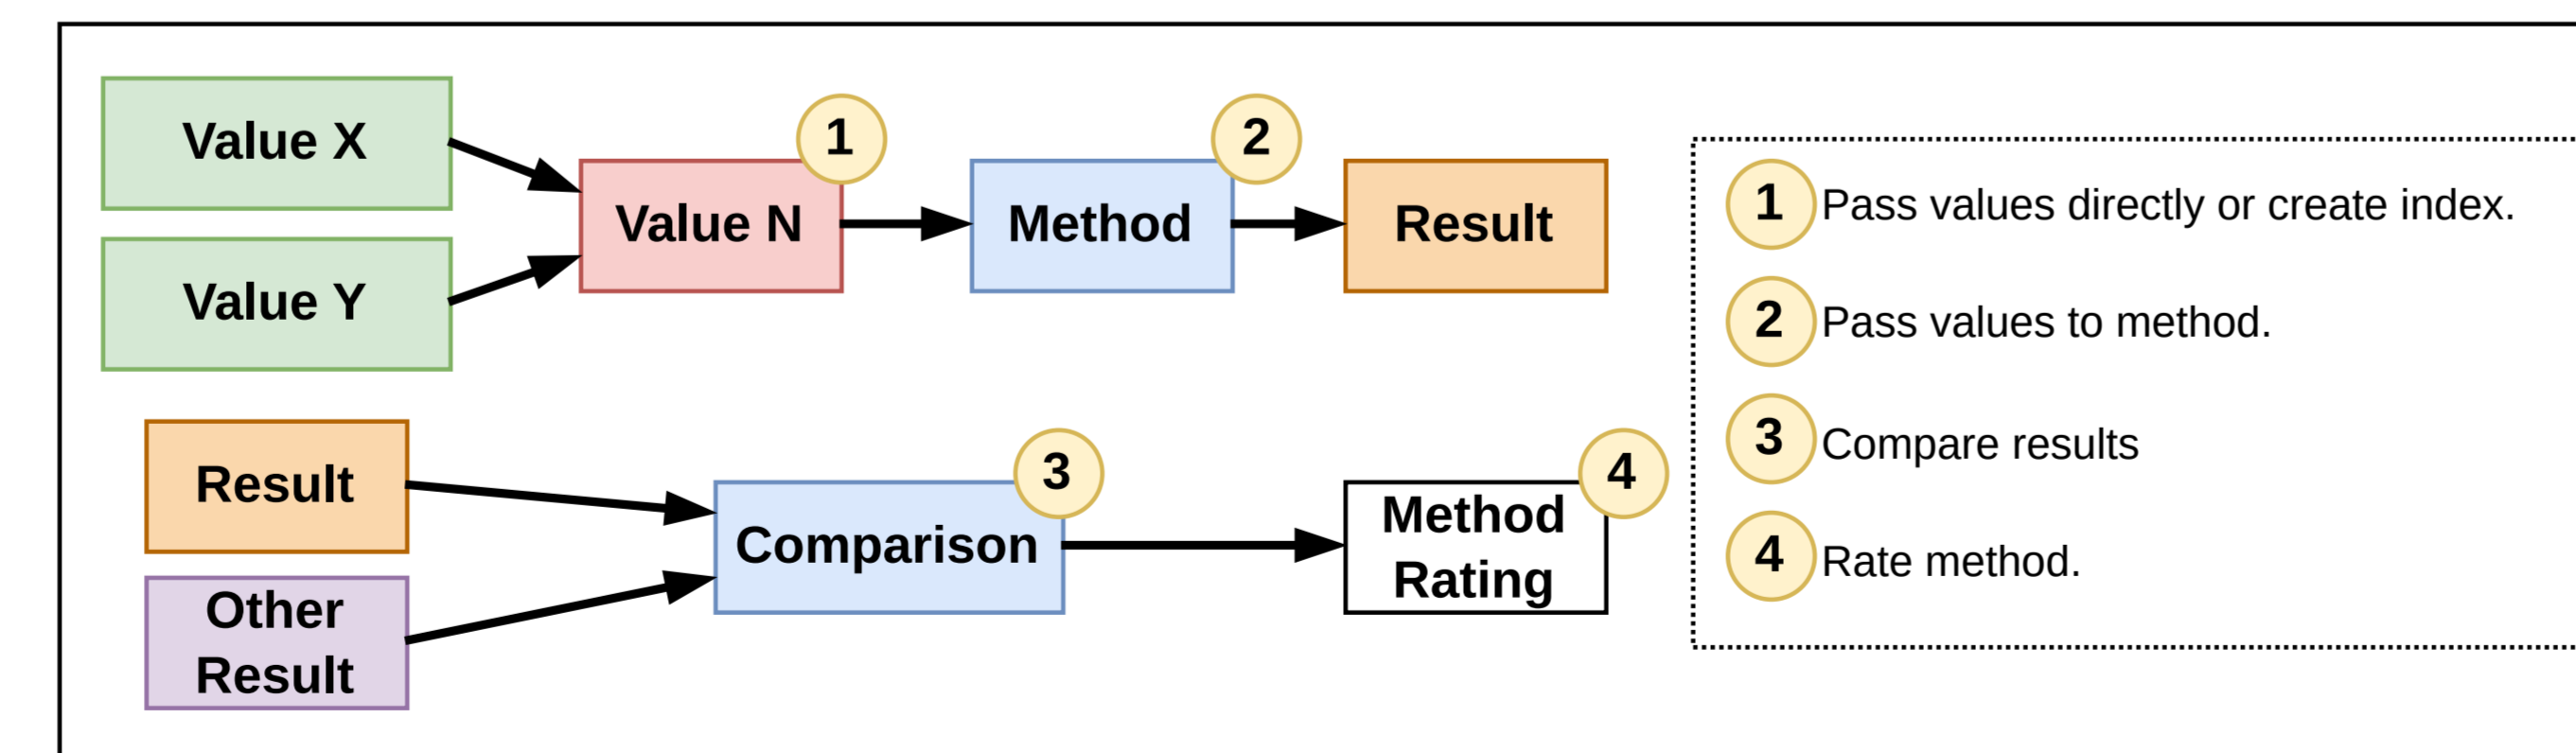 Value X
1
2
Value N
Method
Result
Value Y
Result
3
4
Comparison
Method
Rating
Other
Result
1 Pass values directly or create index.
2 Pass values to method.
3 Compare results
4 Rate method.